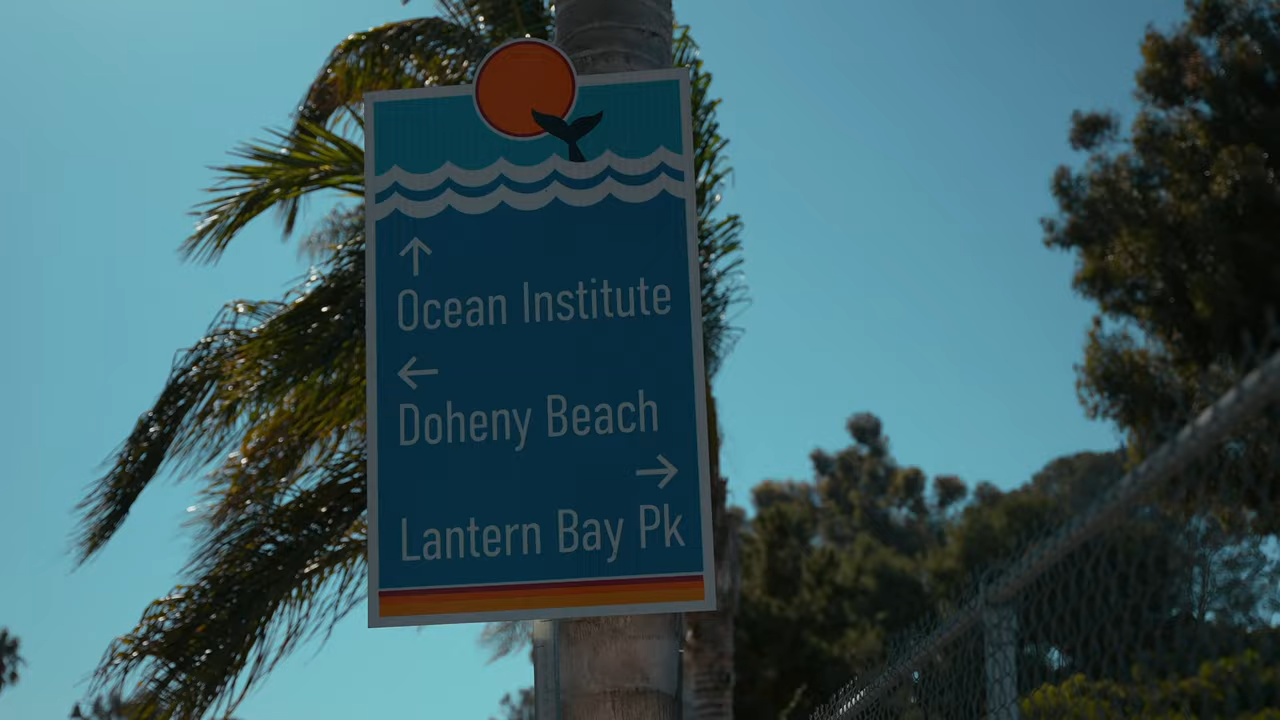 ↑
Ocean Institute
←
Doheny Beach
→
Lantern Bay Pk